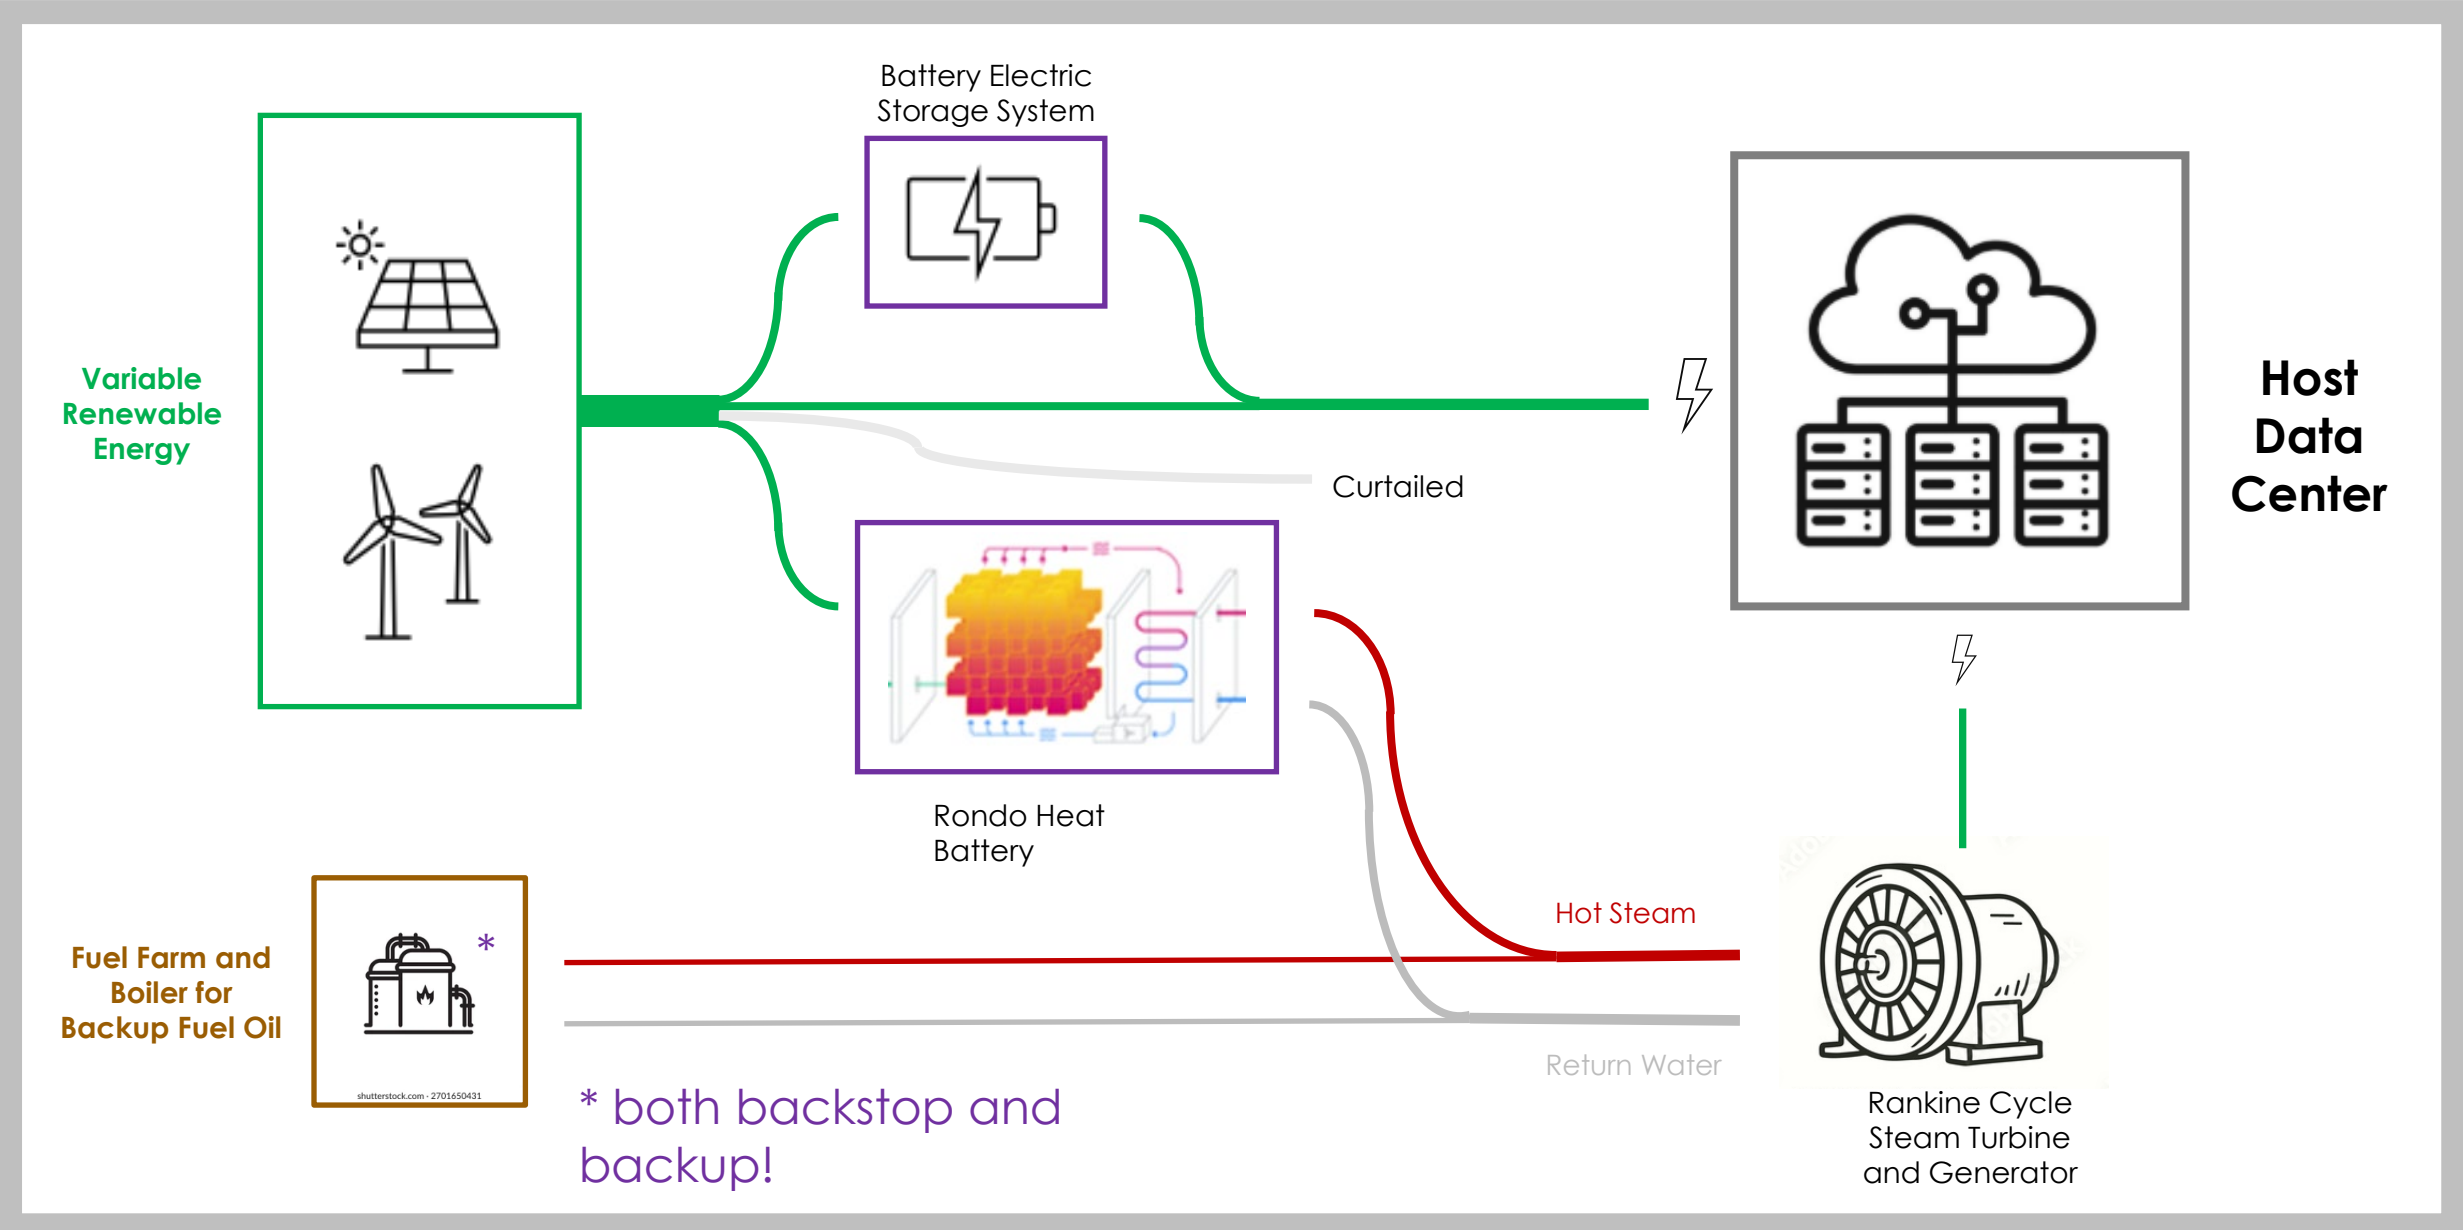 Battery Electric
Storage System
Variable
Renewable
Energy
Host
Data
Center
Curtailed
Rondo Heat
Battery
Hot Steam
Fuel Farm and
Boiler for
Backup Fuel Oil
*
shutterstock.com · 2701650431
Return Water
* both backstop and
backup!
Rankine Cycle
Steam Turbine
and Generator